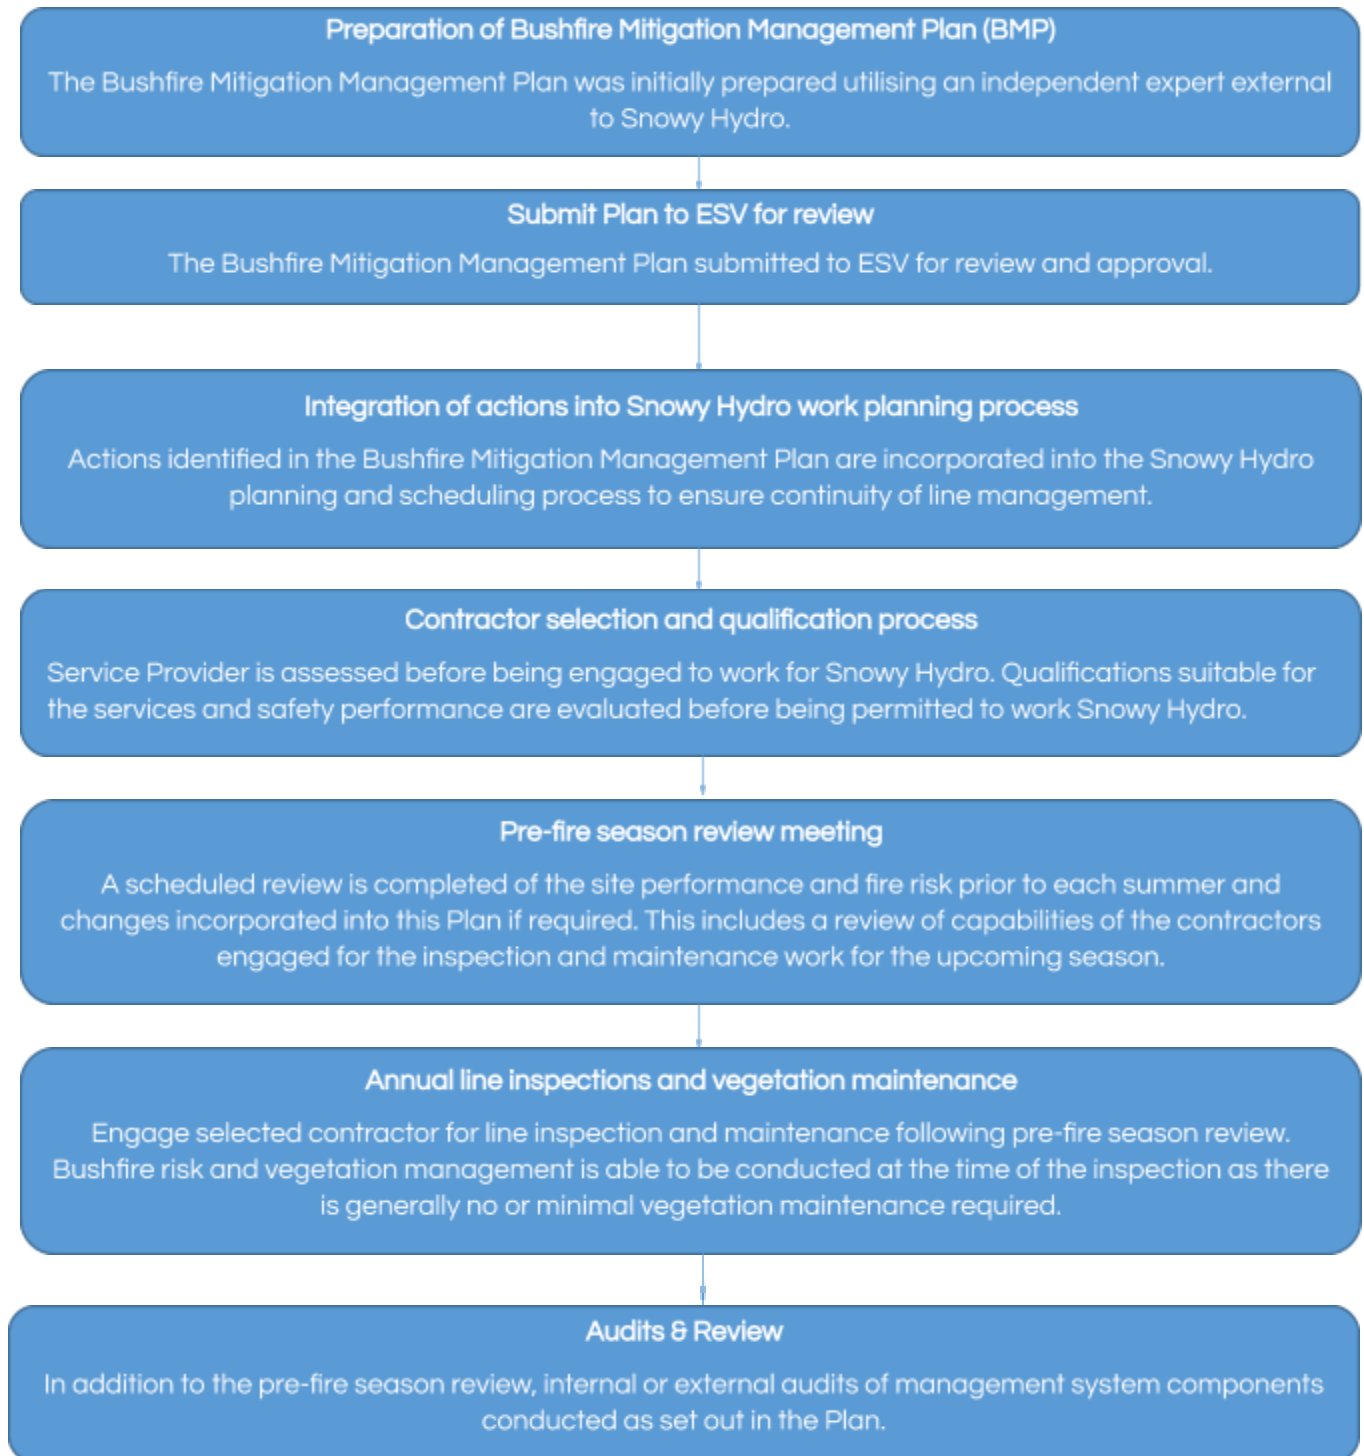 Preparation of Bushfire Mitigation Management Plan (BMP)
The Bushfire Mitigation Management Plan was initially prepared utilising an independent expert external
to Snowy Hydro.
Submit Plan to ESV for review
The Bushfire Mitigation Management Plan submitted to ESV for review and approval.
Integration of actions into Snowy Hydro work planning process
Actions identified in the Bushfire Mitigation Management Plan are incorporated into the Snowy Hydro
planning and scheduling process to ensure continuity of line management.
Contractor selection and qualification process
Service Provider is assessed before being engaged to work for Snowy Hydro. Qualifications suitable for
the services and safety performance are evaluated before being permitted to work Snowy Hydro.
Pre-fire season review meeting
A scheduled review is completed of the site performance and fire risk prior to each summer and
changes incorporated into this Plan if required. This includes a review of capabilities of the contractors
engaged for the inspection and maintenance work for the upcoming season.
Annual line inspections and vegetation maintenance
Engage selected contractor for line inspection and maintenance following pre-fire season review.
Bushfire risk and vegetation management is able to be conducted at the time of the inspection as there
is generally no or minimal vegetation maintenance required.
Audits & Review
In addition to the pre-fire season review, internal or external audits of management system components
conducted as set out in the Plan.